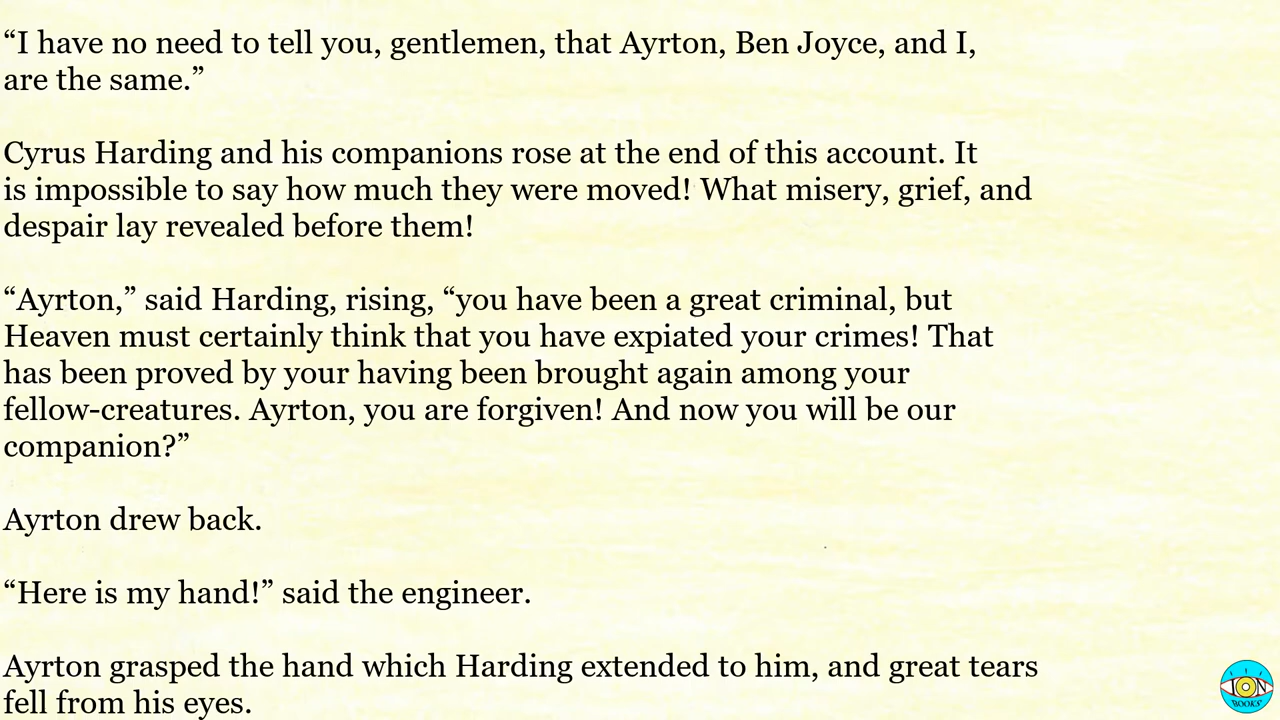 “I have no need to tell you, gentlemen, that Ayrton, Ben Joyce, and I,
are the same.”
Cyrus Harding and his companions rose at the end of this account. It
is impossible to say how much they were moved! What misery, grief, and
despair lay revealed before them!
“Ayrton,” said Harding, rising, “you have been a great criminal, but
Heaven must certainly think that you have expiated your crimes! That
has been proved by your having been brought again among your
fellow-creatures. Ayrton, you are forgiven! And now you will be our
companion?”
Ayrton drew back.
“Here is my hand!” said the engineer.
Ayrton grasped the hand which Harding extended to him, and great tears
fell from his eyes.
ION
BOOKS